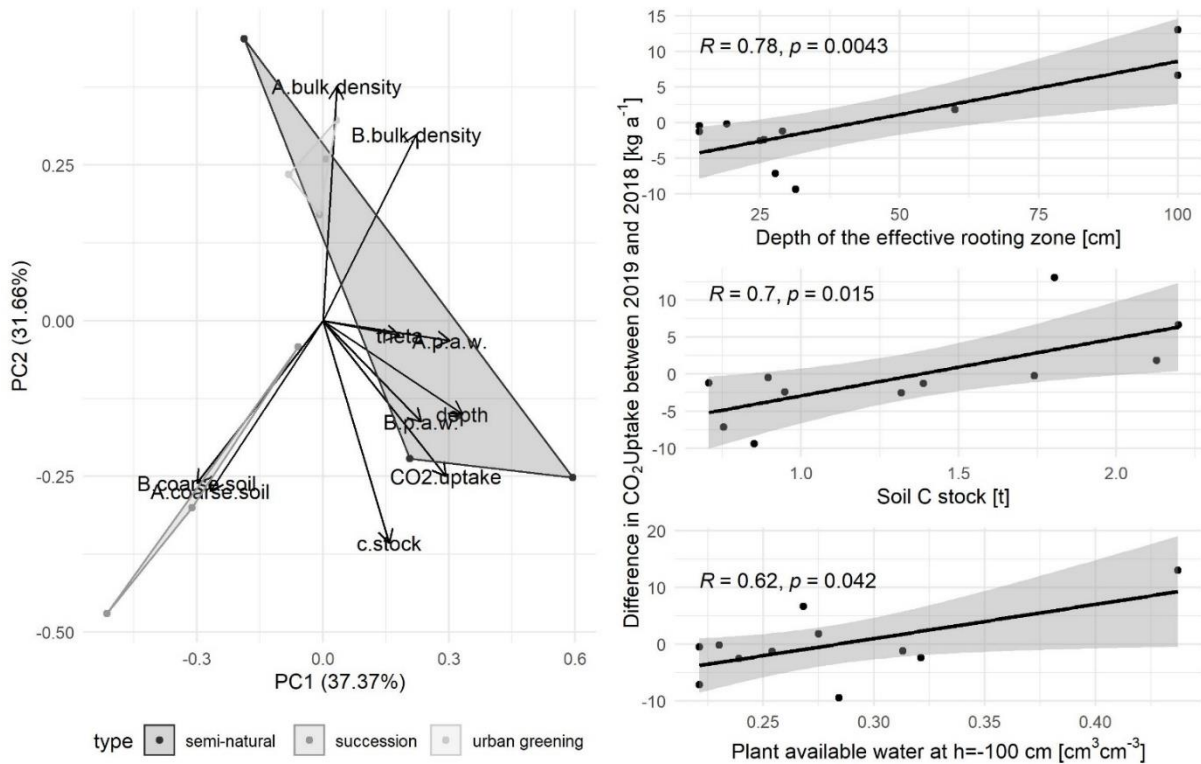 PC2 (31.66%)
0.25
0.00
-0.25
-0.50
A.bulk density
B.bulk density
theta
A.p.a.w.
depth
B.p.a.w.
CO2.uptake
B.coarse.soil
A.coarse.soil
c.stock
-0.3 0.0 0.3 0.6
PC1 (37.37%)
type semi-natural succession urban greening
Difference in CO₂Uptake between 2019 and 2018 [kg a⁻¹]
R = 0.78, p = 0.0043
15
10
5
0
-5
-10
25 50 75 100
Depth of the effective rooting zone [cm]
R = 0.7, p = 0.015
10
5
0
-5
-10
1.0 1.5 2.0
Soil C stock [t]
R = 0.62, p = 0.042
20
10
0
-10
0.25 0.30 0.35 0.40
Plant available water at h=-100 cm [cm³cm⁻³]